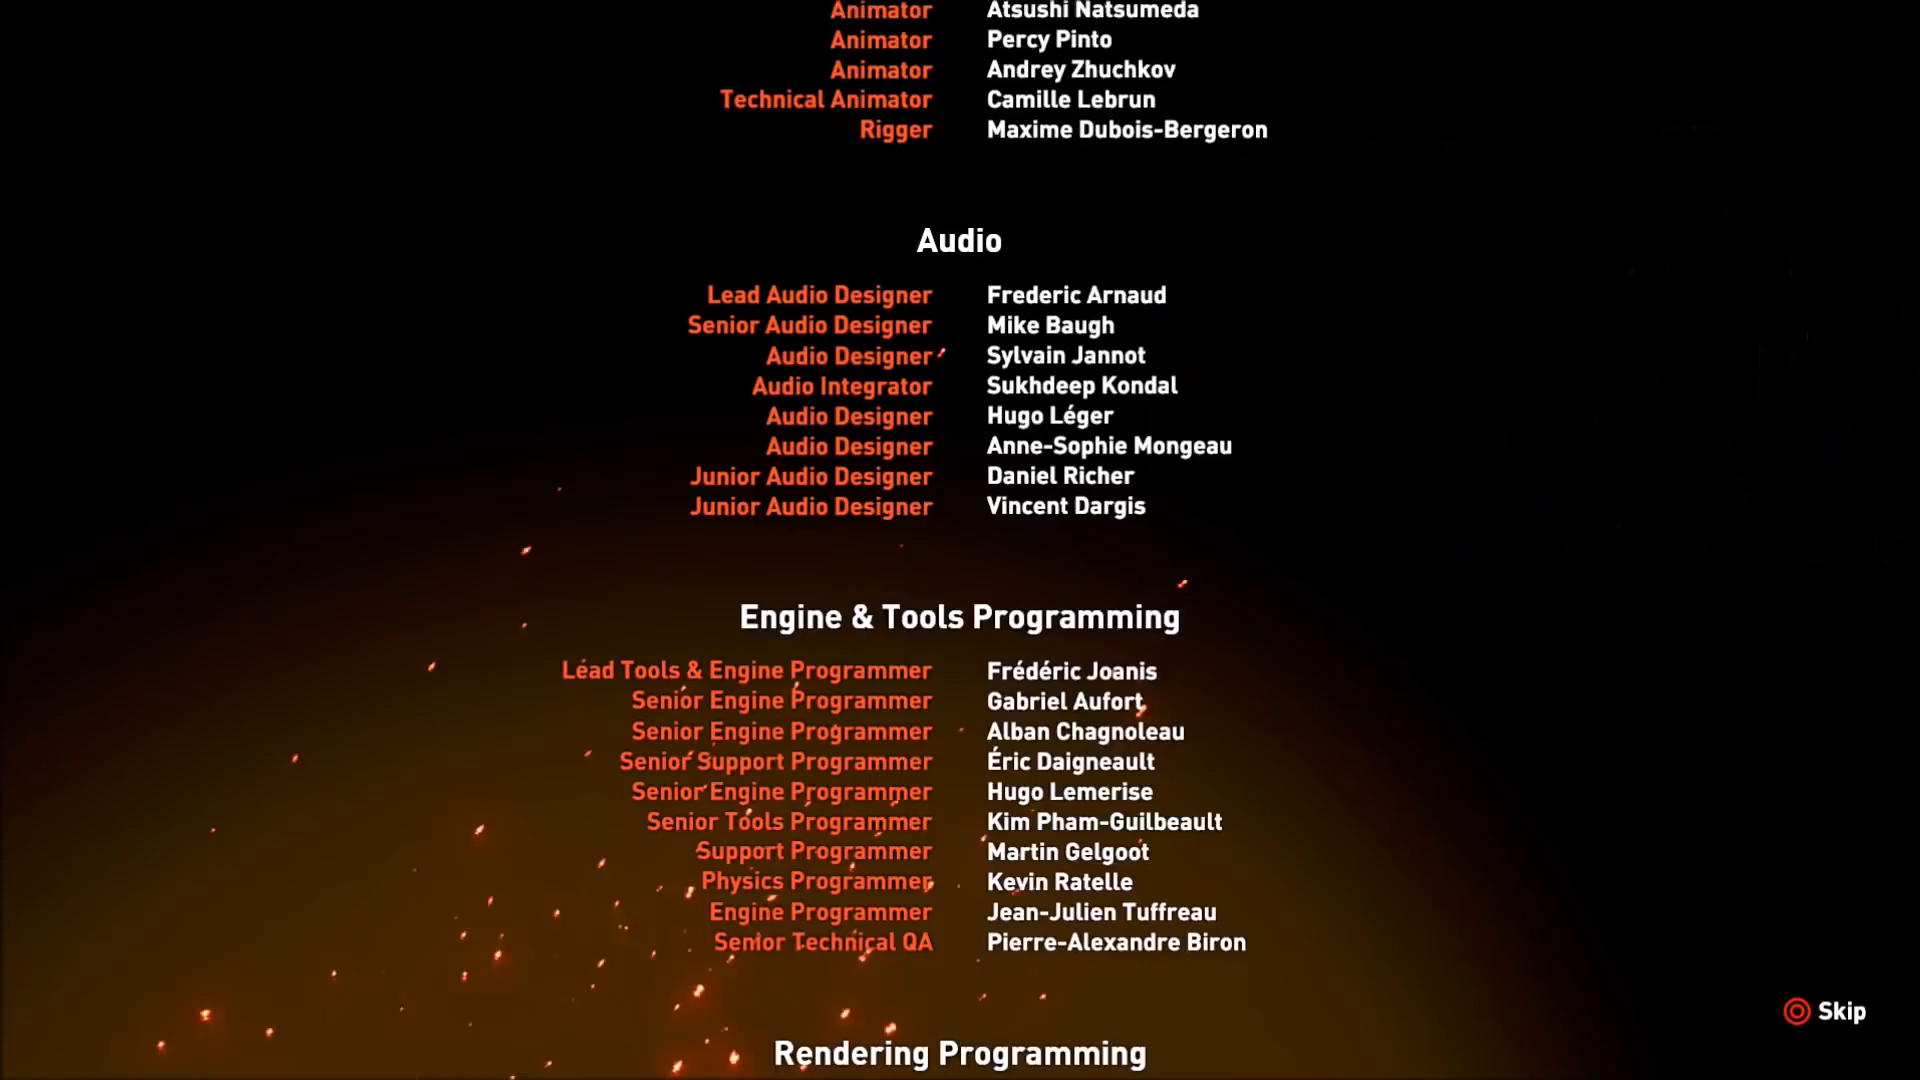 Animator Atsushi Natsumeda
Animator Percy Pinto
Animator Andrey Zhuchkov
Technical Animator Camille Lebrun
Rigger Maxime Dubois-Bergeron
Audio
Lead Audio Designer Frederic Arnaud
Senior Audio Designer Mike Baugh
Audio Designer Sylvain Jannot
Audio Integrator Sukhdeep Kondal
Audio Designer Hugo Léger
Audio Designer Anne-Sophie Mongeau
Junior Audio Designer Daniel Richer
Junior Audio Designer Vincent Dargis
Engine & Tools Programming
Lead Tools & Engine Programmer Frédéric Joanis
Senior Engine Programmer Gabriel Aufort
Senior Engine Programmer Alban Chagnoleau
Senior Support Programmer Éric Daigneault
Senior Engine Programmer Hugo Lemerise
Senior Tools Programmer Kim Pham-Guilbeault
Support Programmer Martin Gelgoot
Physics Programmer Kevin Ratelle
Engine Programmer Jean-Julien Tuffreau
Senior Technical QA Pierre-Alexandre Biron
Skip
Rendering Programming